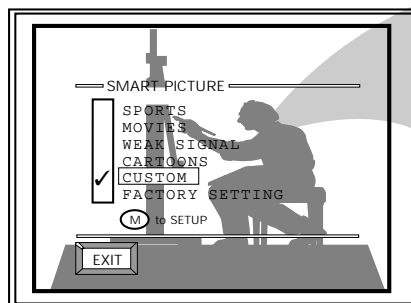 SMART PICTURE
SPORTS
MOVIES
WEAK SIGNAL
CARTOONS
✓ CUSTOM
FACTORY SETTING
M to SETUP
EXIT